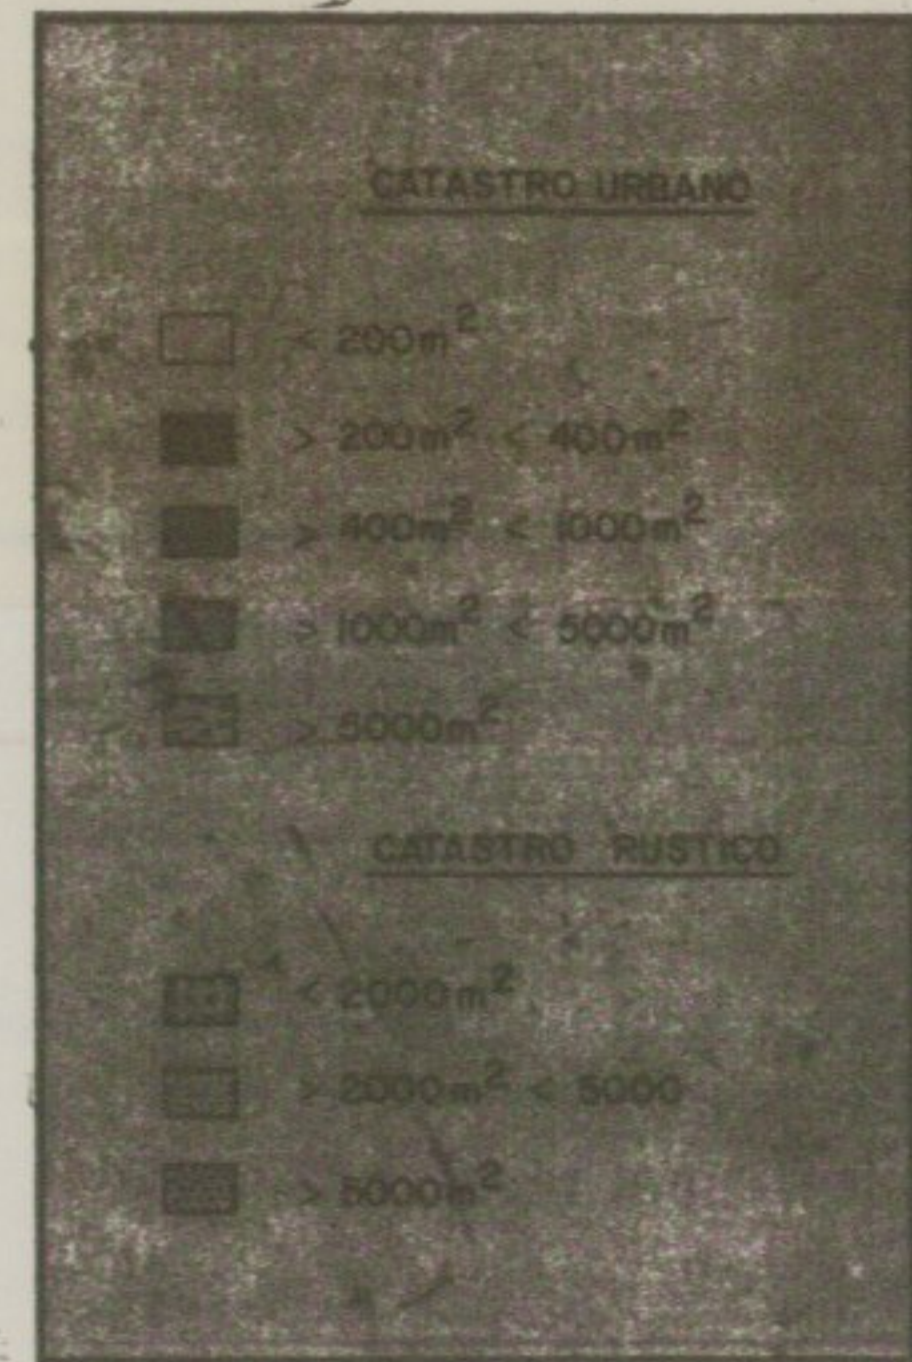 CATASTRO URBANO
< 200m²
> 200m² < 400m²
> 400m² < 1000m²
> 1000m² < 5000m²
> 5000m²
CATASTRO RUSTICO
< 2000m²
> 2000m² < 5000
> 5000m²